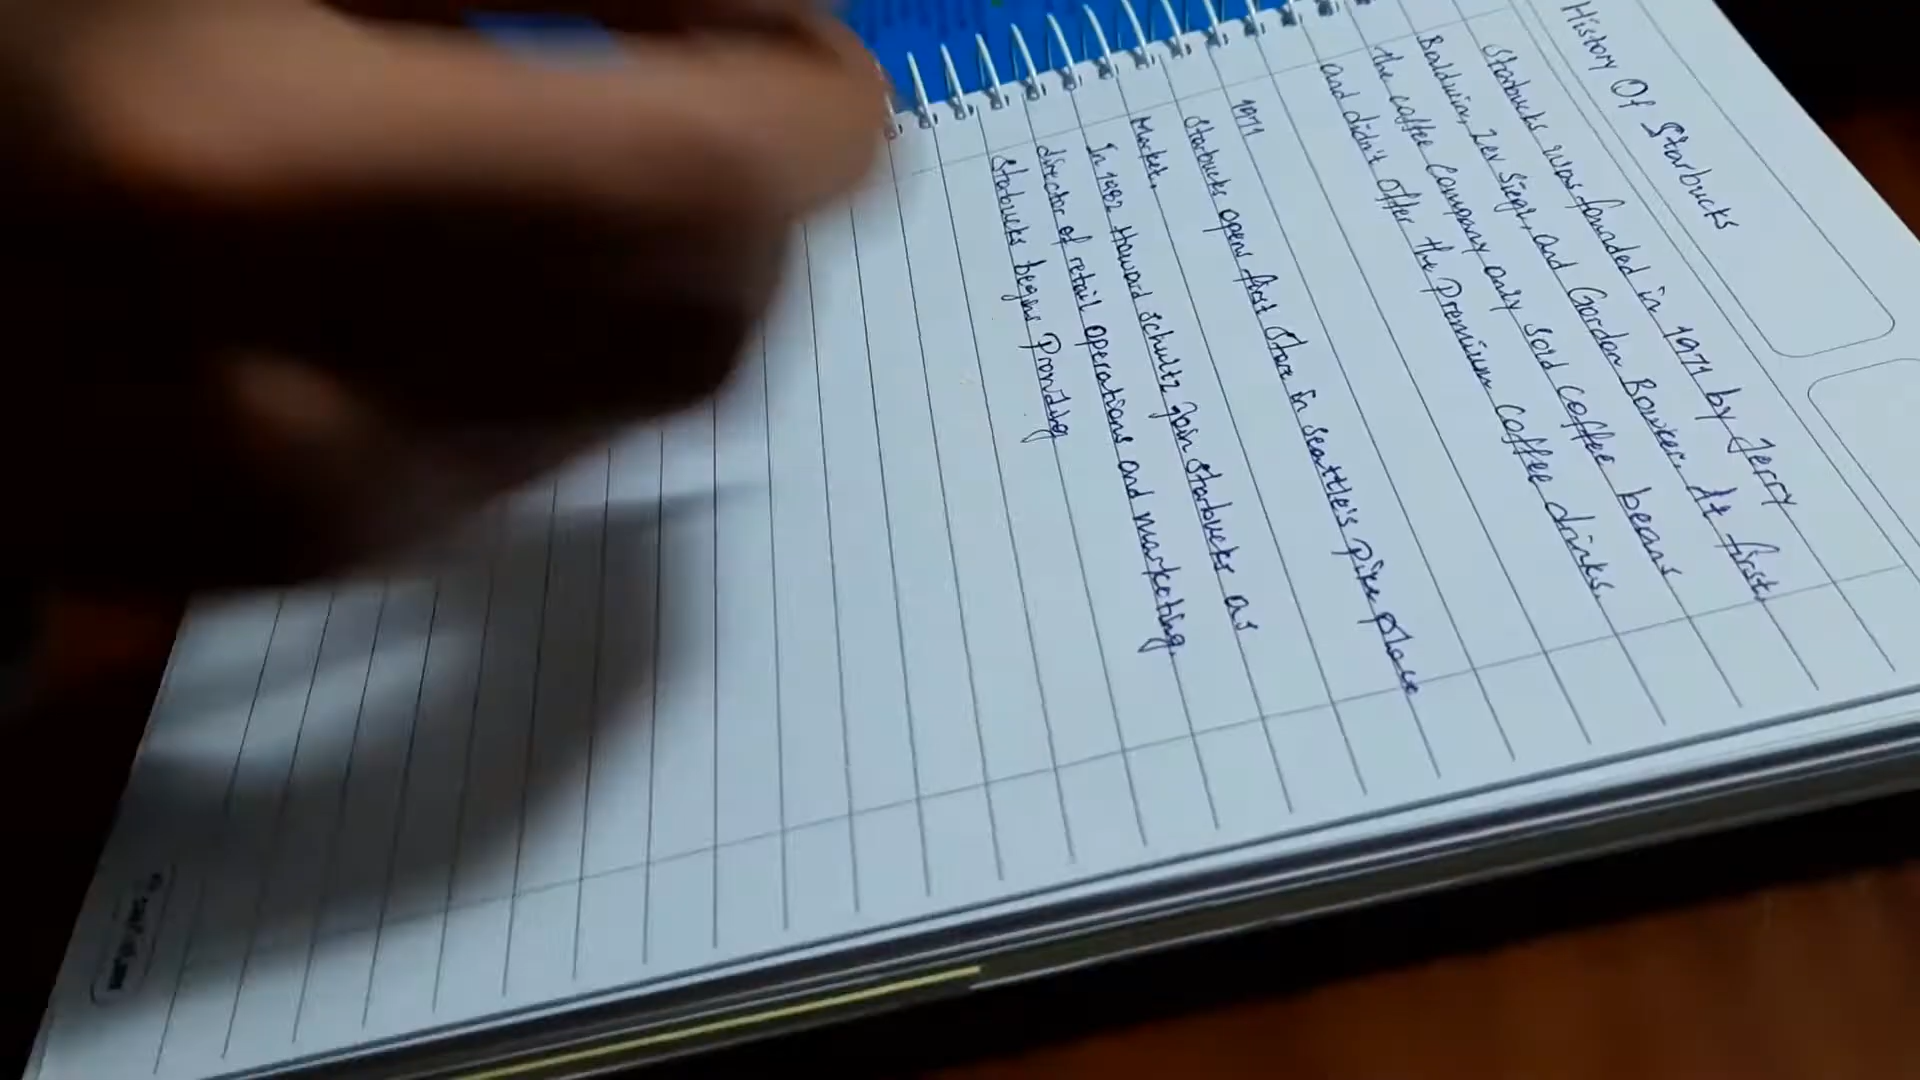 History Of Starbucks
Starbucks was founded in 1971 by Jerry
Baldwin, Zev Siegl, and Gordon Bowker. At first,
the coffee company only sold coffee beans
and didn't offer the premium coffee drinks.
1971
Starbucks opens first store in seattle's pike place
Market.
In 1982 Howard schultz join starbucks as
director of retail operations and marketing.
Starbucks begins Providing